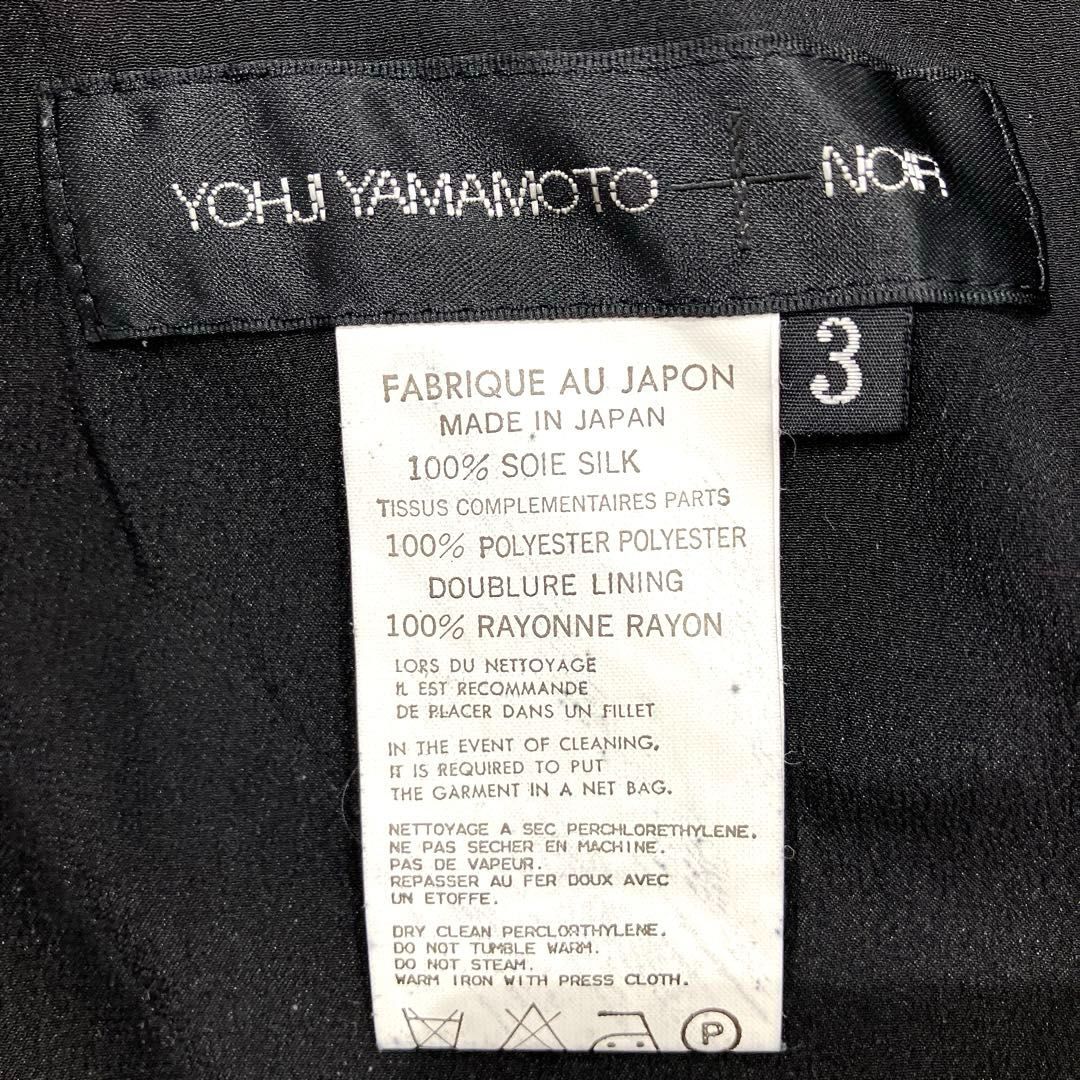 YOHJI YAMAMOTO + NOIR
3
FABRIQUE AU JAPON
MADE IN JAPAN
100% SOIE SILK
TISSUS COMPLEMENTAIRES PARTS
100% POLYESTER POLYESTER
DOUBLURE LINING
100% RAYONNE RAYON
LORS DU NETTOYAGE
IL EST RECOMMANDE
DE PLACER DANS UN FILLET
IN THE EVENT OF CLEANING,
IT IS REQUIRED TO PUT
THE GARMENT IN A NET BAG.
NETTOYAGE A SEC PERCHLORETHYLENE.
NE PAS SECHER EN MACHINE.
PAS DE VAPEUR.
REPASSER AU FER DOUX AVEC
UN ETOFFE.
DRY CLEAN PERCLORTHYLENE.
DO NOT TUMBLE WARM.
DO NOT STEAM.
WARM IRON WITH PRESS CLOTH.
P